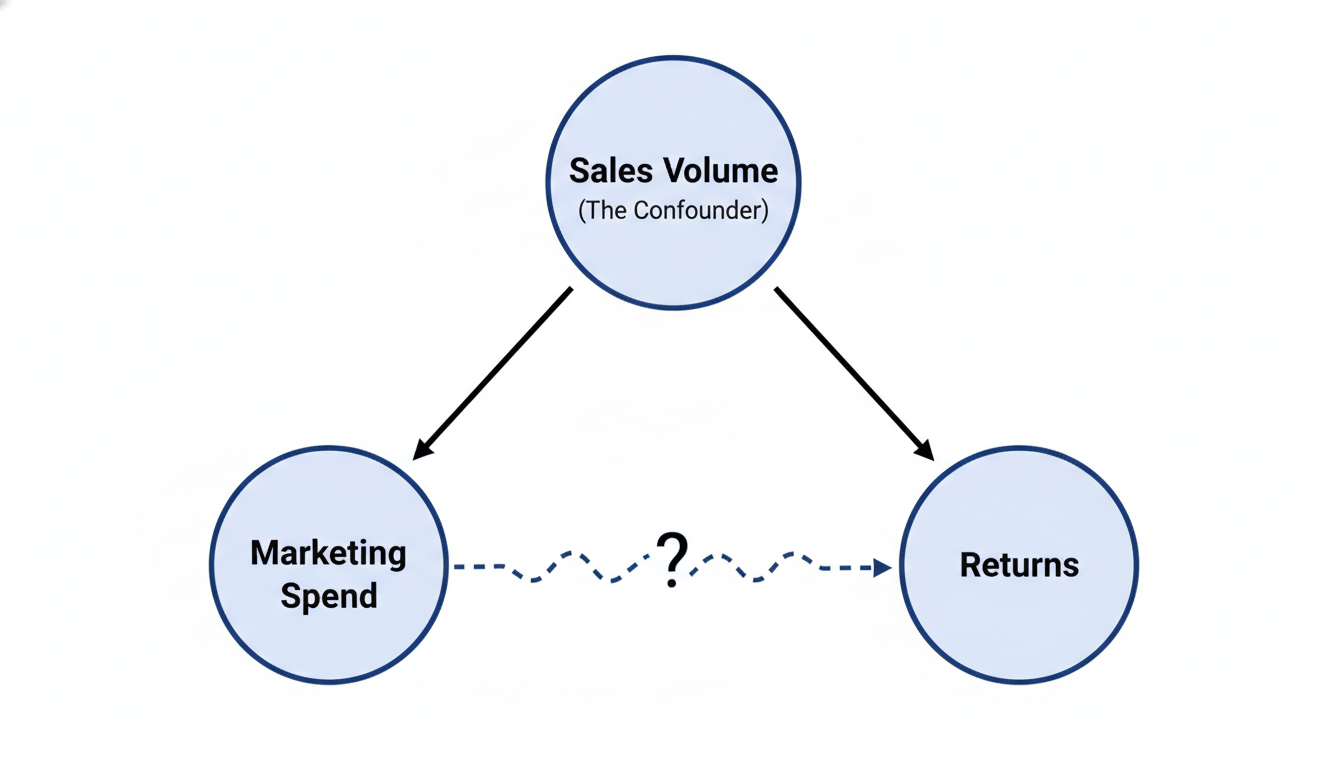 Sales Volume
(The Confounder)
Marketing
Spend
?
Returns